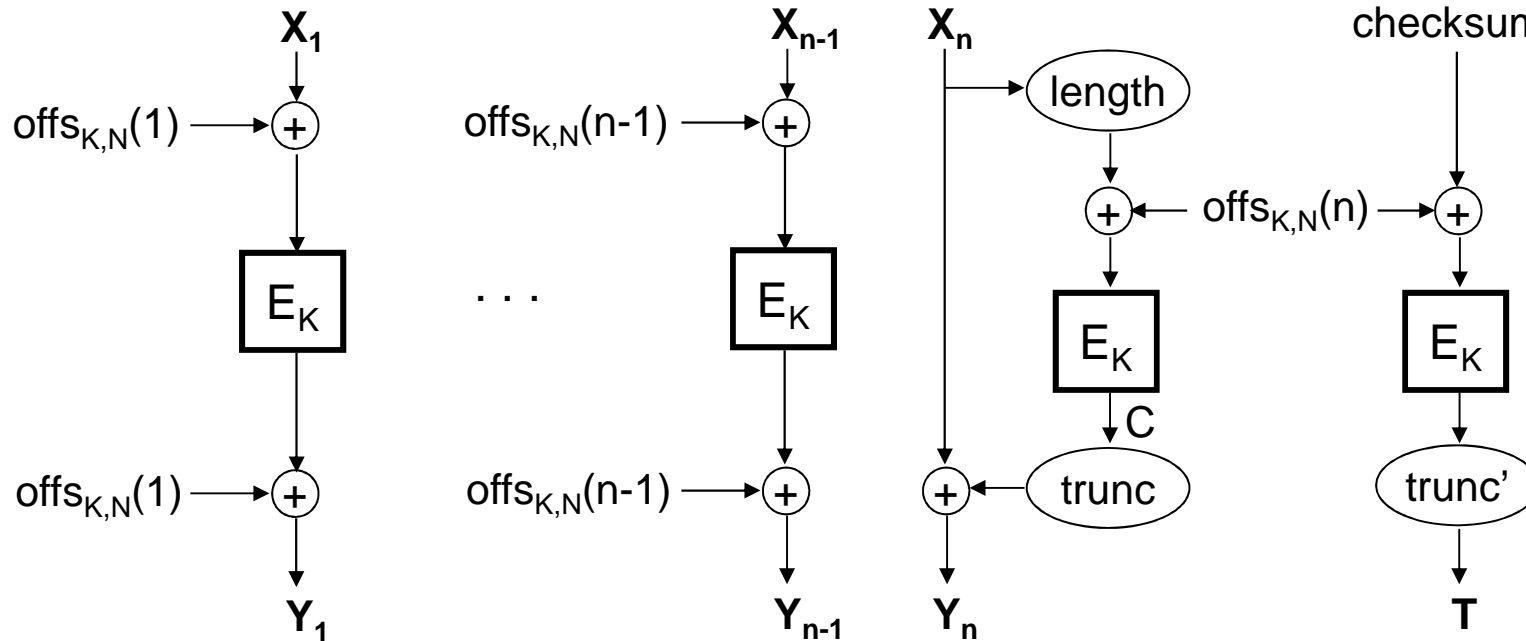 X1 Xn-1 Xn checksum
length
offsK,N(1) offsK,N(n-1)
+ +
+ offsK,N(n) +
EK . . . EK
EK EK
C
offsK,N(1) + offsK,N(n-1) + + trunc trunc'
Y1 Yn-1 Yn T